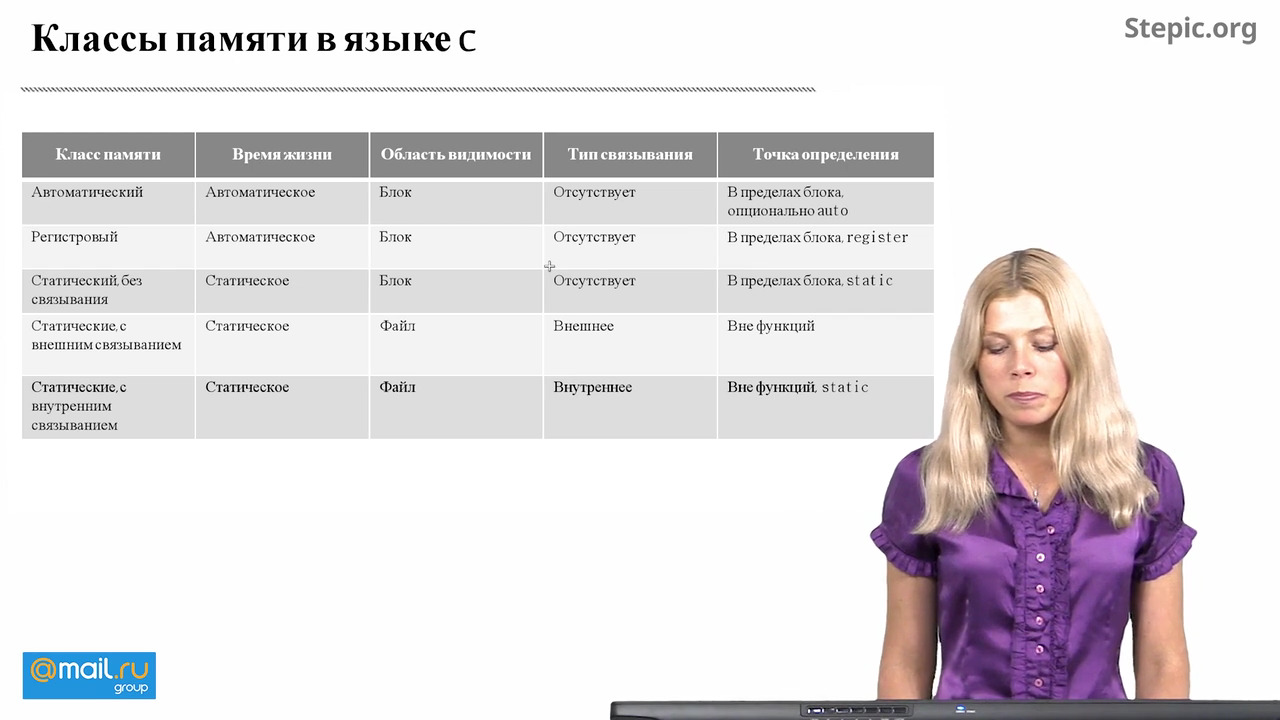 Классы памяти в языке C
Stepic.org
Класс памяти
Время жизни
Область видимости
Тип связывания
Точка определения
Автоматический
Автоматическое
Блок
Отсутствует
В пределах блока,
опционально auto
Регистровый
Автоматическое
Блок
Отсутствует
В пределах блока, register
Статический, без
связывания
Статическое
Блок
Отсутствует
В пределах блока, static
Статические, с
внешним связыванием
Статическое
Файл
Внешнее
Вне функций
Статические, с
внутренним
связыванием
Статическое
Файл
Внутреннее
Вне функций, static
@mail.ru
group